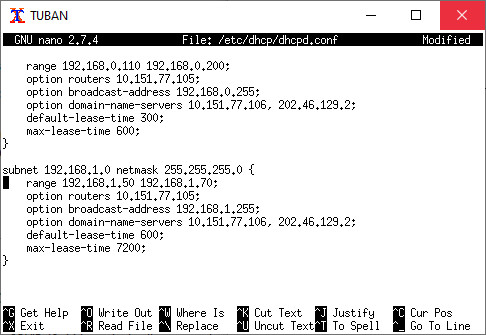 TUBAN
GNU nano 2.7.4 File: /etc/dhcp/dhcpd.conf Modified
range 192.168.0.110 192.168.0.200;
option routers 10.151.77.105;
option broadcast-address 192.168.0.255;
option domain-name-servers 10.151.77.106, 202.46.129.2;
default-lease-time 300;
max-lease-time 600;
}
subnet 192.168.1.0 netmask 255.255.255.0 {
range 192.168.1.50 192.168.1.70;
option routers 10.151.77.105;
option broadcast-address 192.168.1.255;
option domain-name-servers 10.151.77.106, 202.46.129.2;
default-lease-time 600;
max-lease-time 7200;
}
^G Get Help ^O Write Out ^W Where Is ^K Cut Text ^J Justify ^C Cur Pos
^X Exit ^R Read File ^\ Replace ^U Uncut Text ^T To Spell ^_ Go To Line